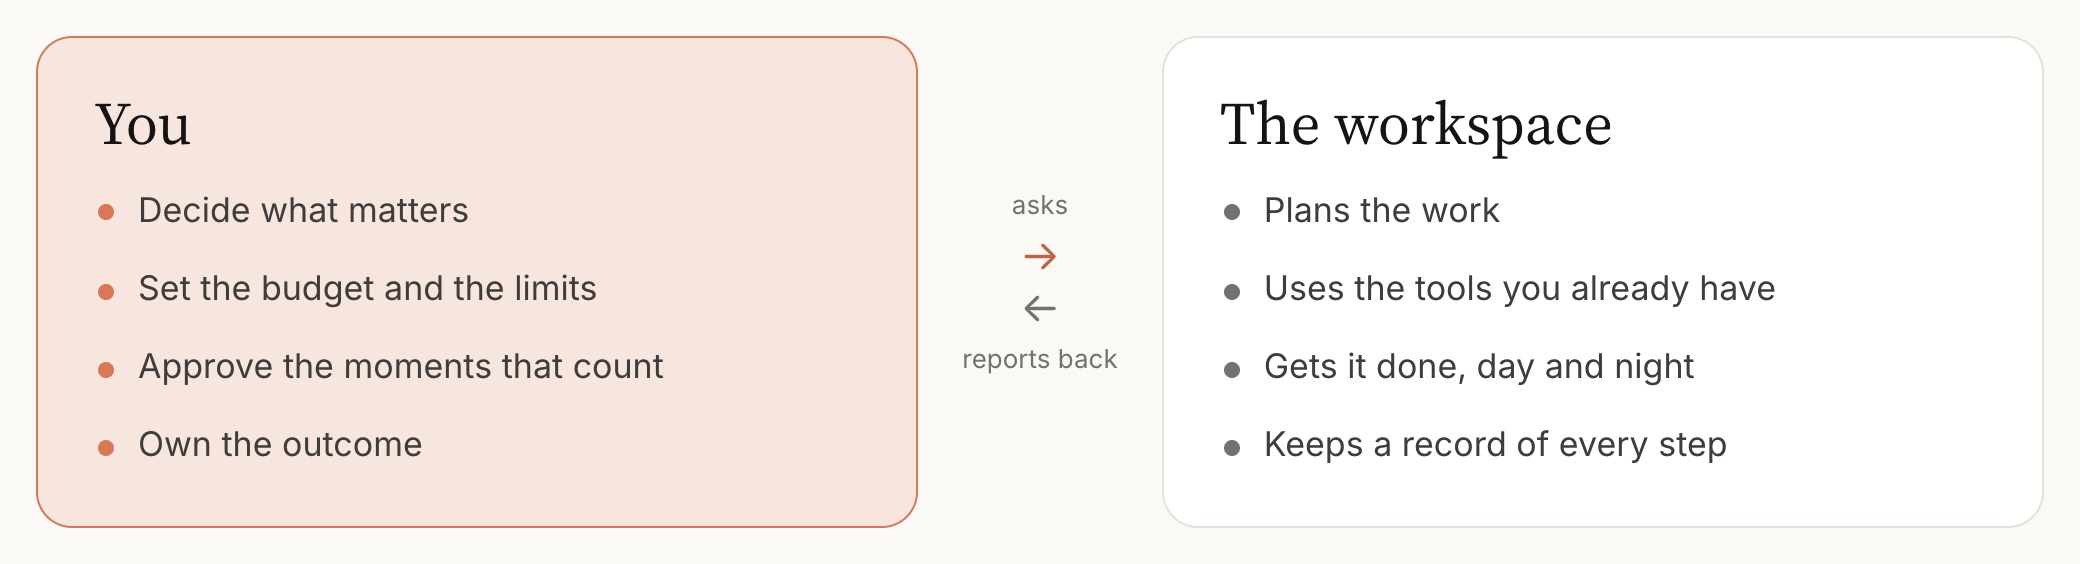 You
Decide what matters
Set the budget and the limits
Approve the moments that count
Own the outcome
asks
reports back
The workspace
Plans the work
Uses the tools you already have
Gets it done, day and night
Keeps a record of every step